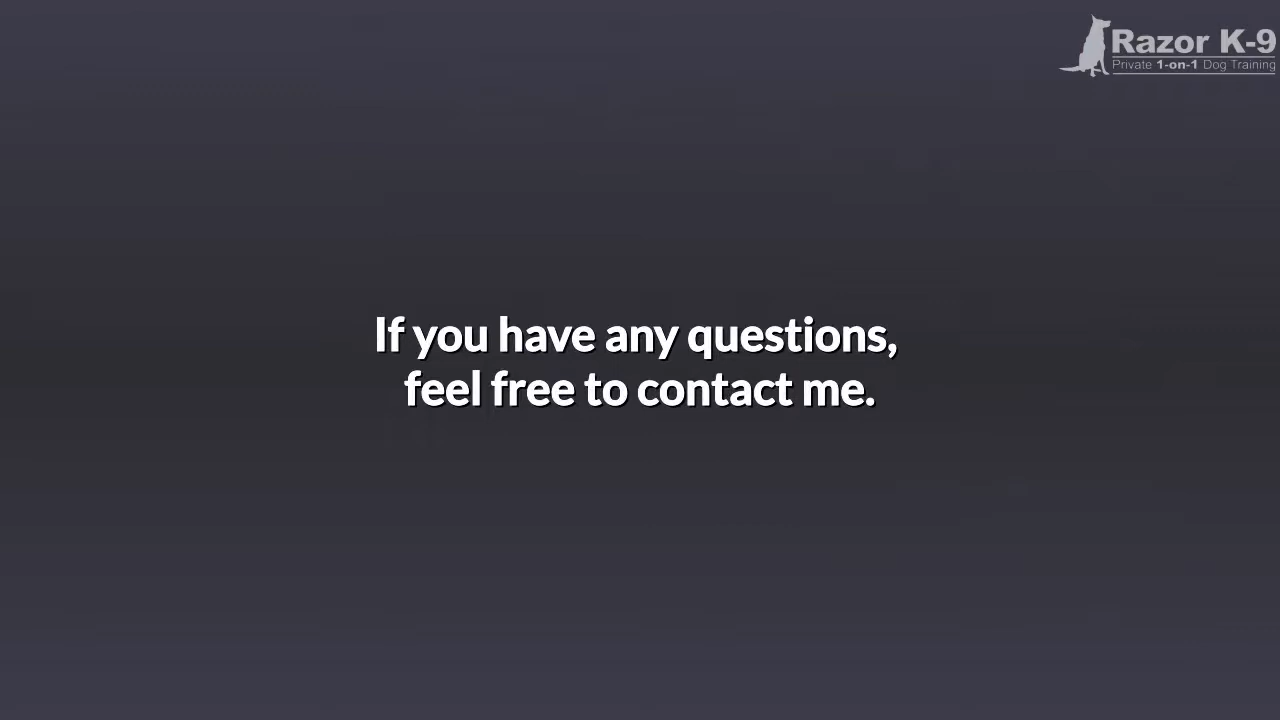 Razor K-9
Private 1-on-1 Dog Training
If you have any questions,
feel free to contact me.